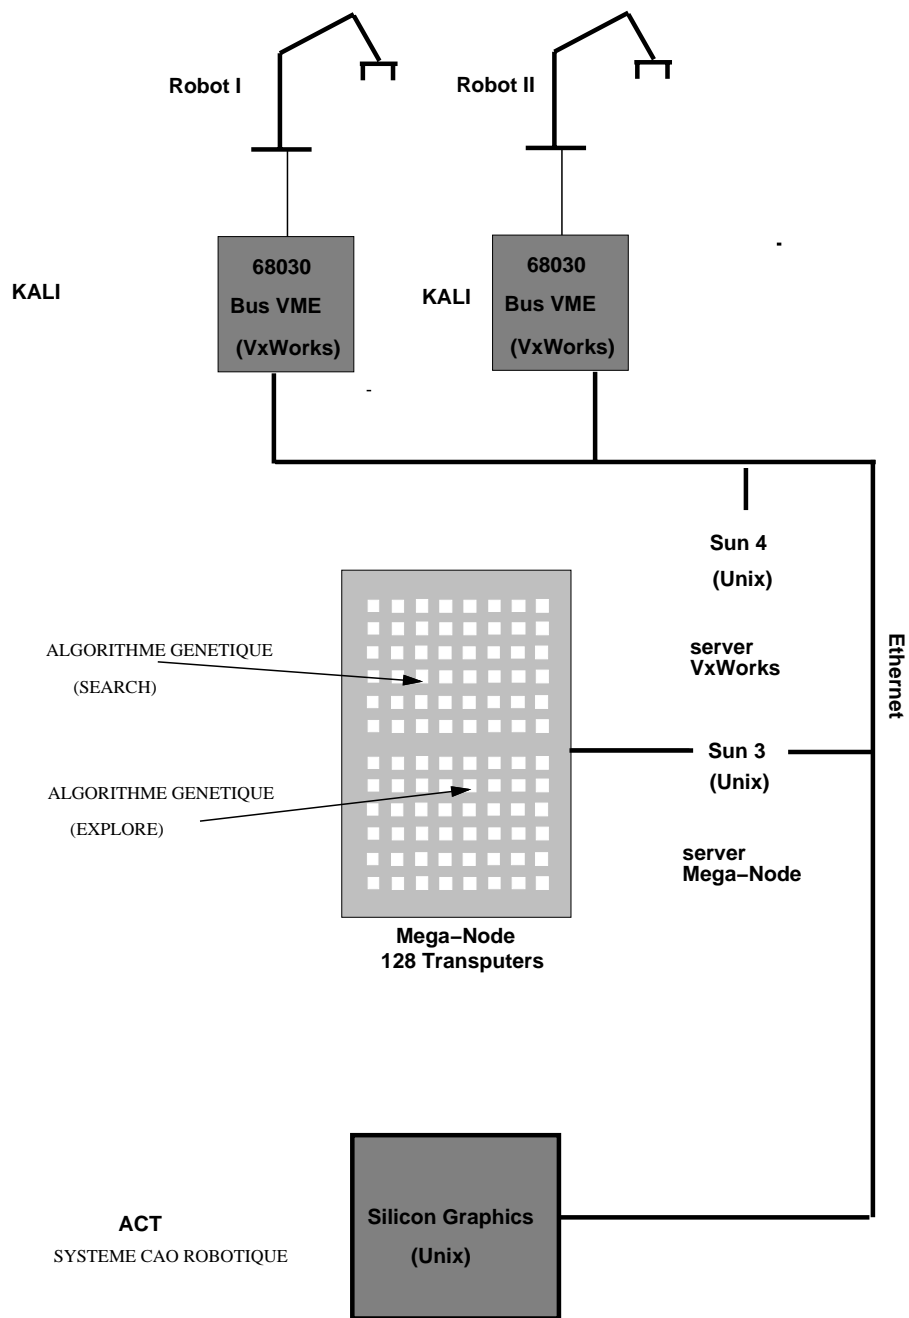 Robot I
Robot II
KALI
68030
Bus VME
(VxWorks)
KALI
68030
Bus VME
(VxWorks)
Sun 4
(Unix)
server
VxWorks
Ethernet
ALGORITHME GENETIQUE
(SEARCH)
Sun 3
(Unix)
ALGORITHME GENETIQUE
(EXPLORE)
server
Mega−Node
Mega−Node
128 Transputers
ACT
SYSTEME CAO ROBOTIQUE
Silicon Graphics
(Unix)